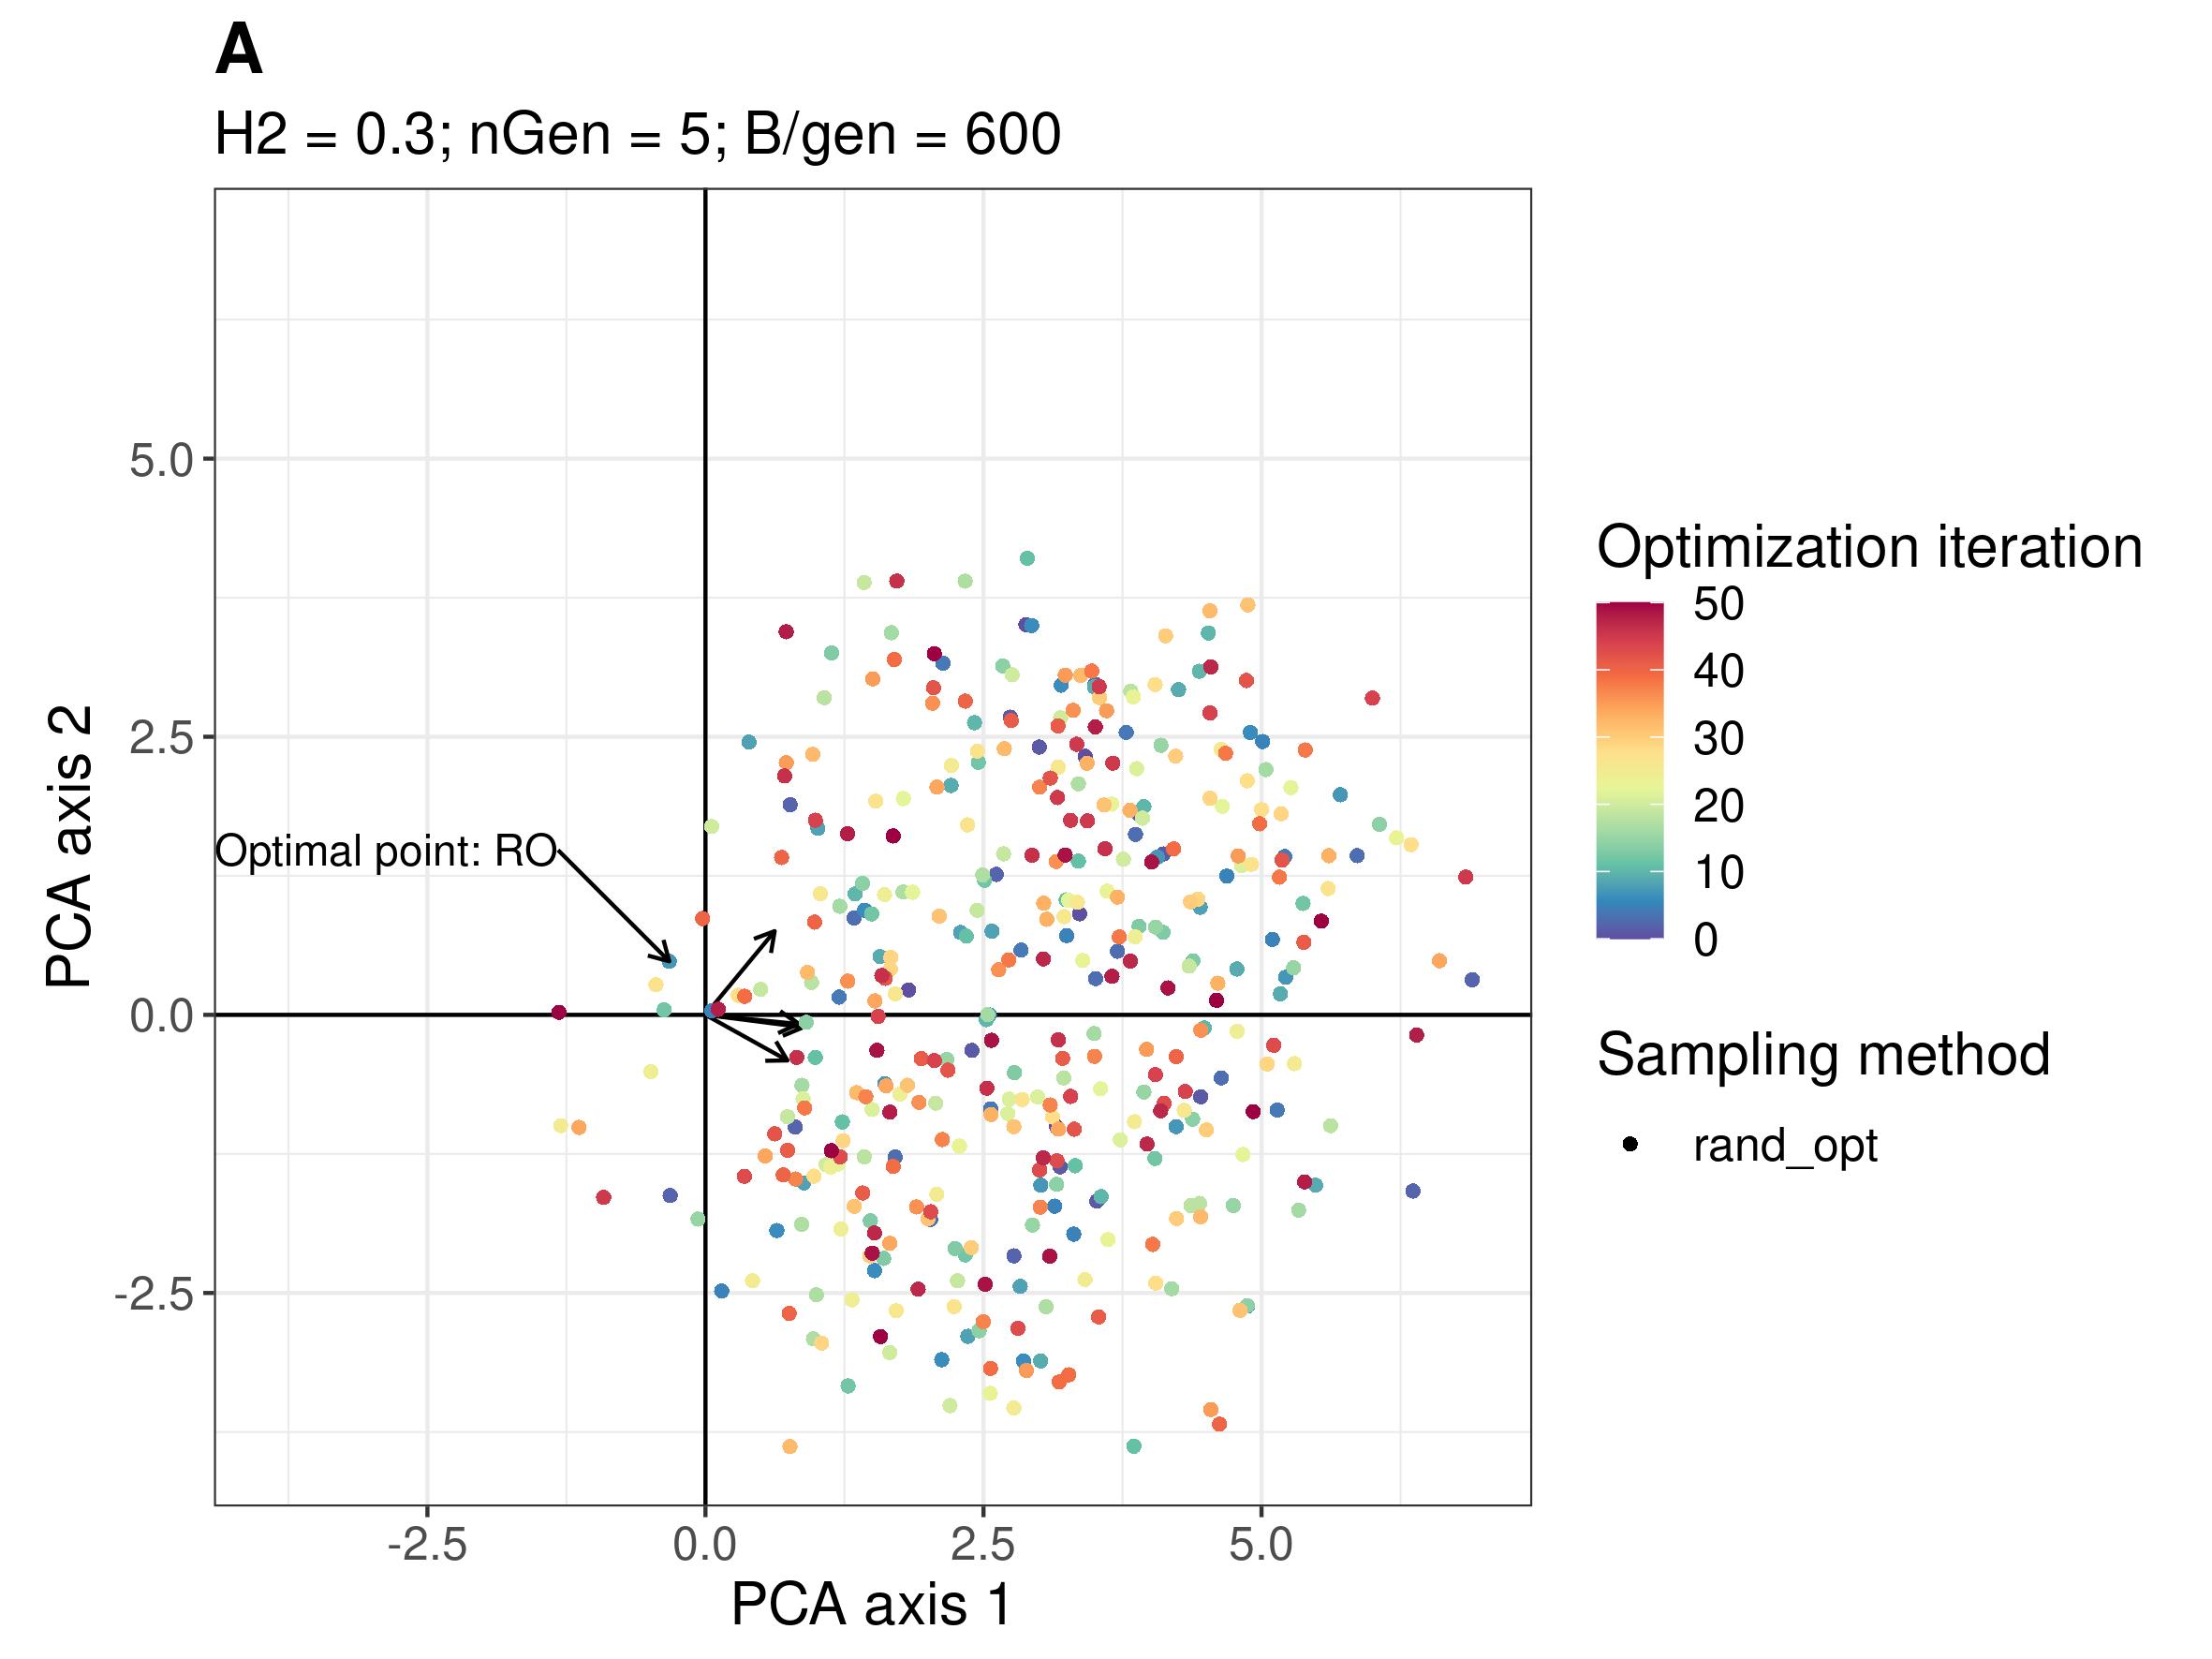 A
H2 = 0.3; nGen = 5; B/gen = 600
5.0
2.5
0.0
-2.5
PCA axis 2
Optimal point: RO
-2.5
0.0
2.5
5.0
PCA axis 1
Optimization iteration
50
40
30
20
10
0
Sampling method
rand_opt